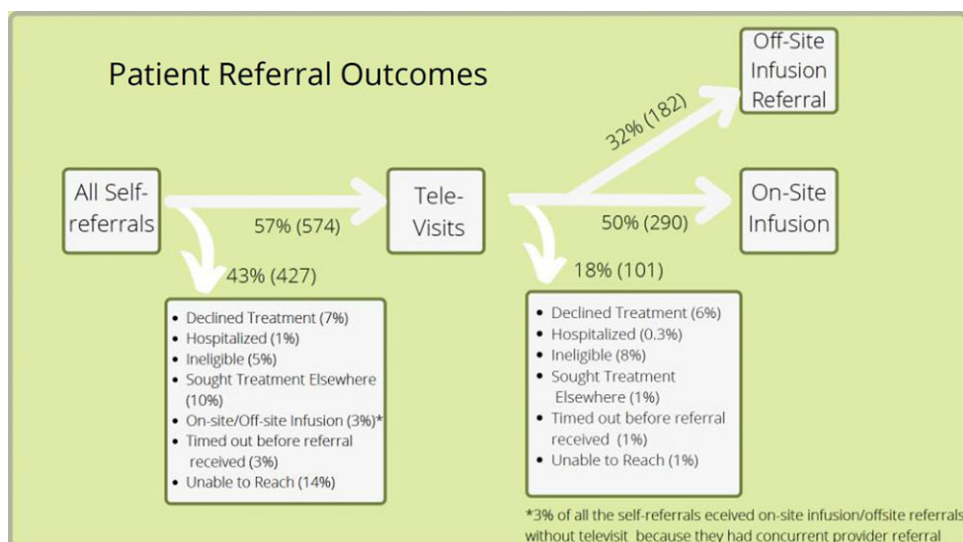 Patient Referral Outcomes
Off-Site
Infusion
Referral
32% (182)
All Self-
referrals
57% (574)
Tele-
Visits
50% (290)
On-Site
Infusion
43% (427)
18% (101)
• Declined Treatment (7%)
• Hospitalized (1%)
• Ineligible (5%)
• Sought Treatment Elsewhere
(10%)
• On-site/Off-site Infusion (3%)*
• Timed out before referral
received (3%)
• Unable to Reach (14%)
• Declined Treatment (6%)
• Hospitalized (0.3%)
• Ineligible (8%)
• Sought Treatment
Elsewhere (1%)
• Timed out before referral
received (1%)
• Unable to Reach (1%)
*3% of all the self-referrals eceived on-site infusion/offsite referrals
without televisit because they had concurrent provider referral